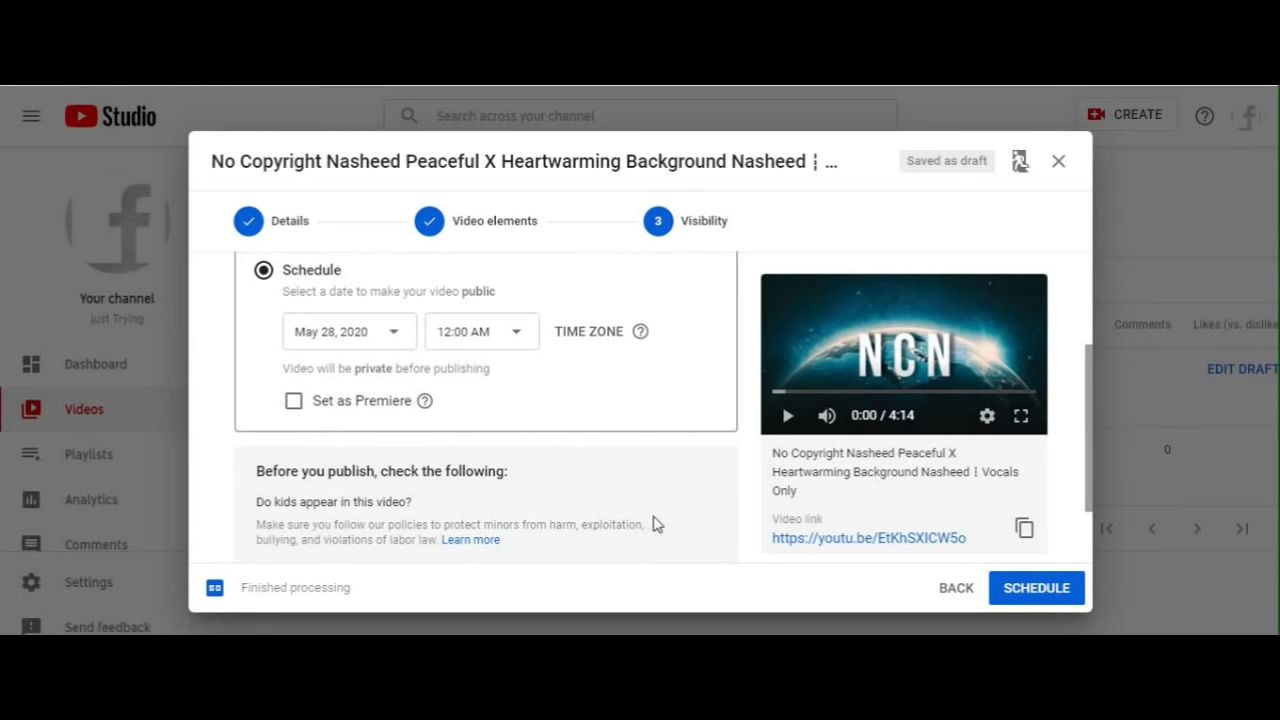 Studio
Search across your channel
CREATE
No Copyright Nasheed Peaceful X Heartwarming Background Nasheed ┇ ...
Saved as draft
Details
Video elements
3
Visibility
Your channel
just Trying
Dashboard
Videos
Playlists
Analytics
Comments
Settings
Send feedback
Schedule
Select a date to make your video public
May 28, 2020
12:00 AM
TIME ZONE
Video will be private before publishing
Set as Premiere
Before you publish, check the following:
Do kids appear in this video?
Make sure you follow our policies to protect minors from harm, exploitation,
bullying, and violations of labor law. Learn more
NCN
0:00 / 4:14
No Copyright Nasheed Peaceful X
Heartwarming Background Nasheed ┇ Vocals
Only
Video link
https://youtu.be/EtKhSXICW5o
Comments
Likes (vs. dislike
EDIT DRAFT
0
SD
Finished processing
BACK
SCHEDULE